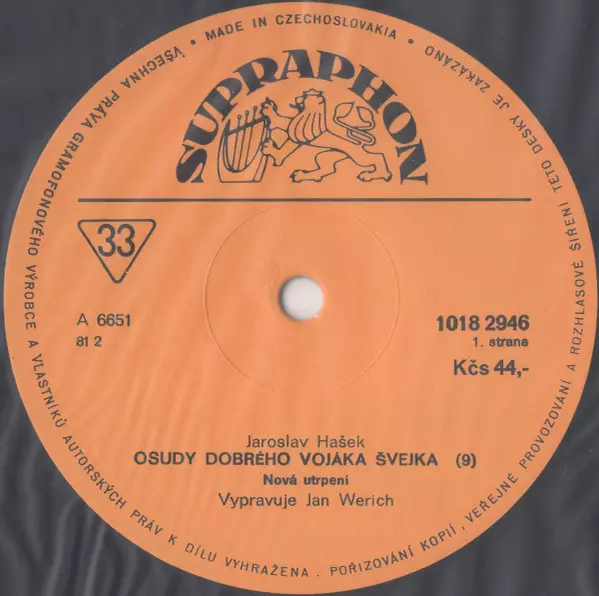 VŠECHNA PRÁVA GRAMOFONOVÉHO VÝROBCE A VLASTNÍKŮ AUTORSKÝCH PRÁV K DÍLU VYHRAŽENA . POŘIZOVÁNÍ KOPIÍ, VEŘEJNÉ PROVOZOVÁNÍ A ROZHLASOVÉ ŠÍŘENÍ TÉTO DESKY JE ZAKÁZÁNO • MADE IN CZECHOSLOVAKIA •
SUPRAPHON
33
A 6651
81 2
1018 2946
1. strana
Kčs 44,-
Jaroslav Hašek
OSUDY DOBRÉHO VOJÁKA ŠVEJKA (9)
Nová utrpení
Vypravuje Jan Werich